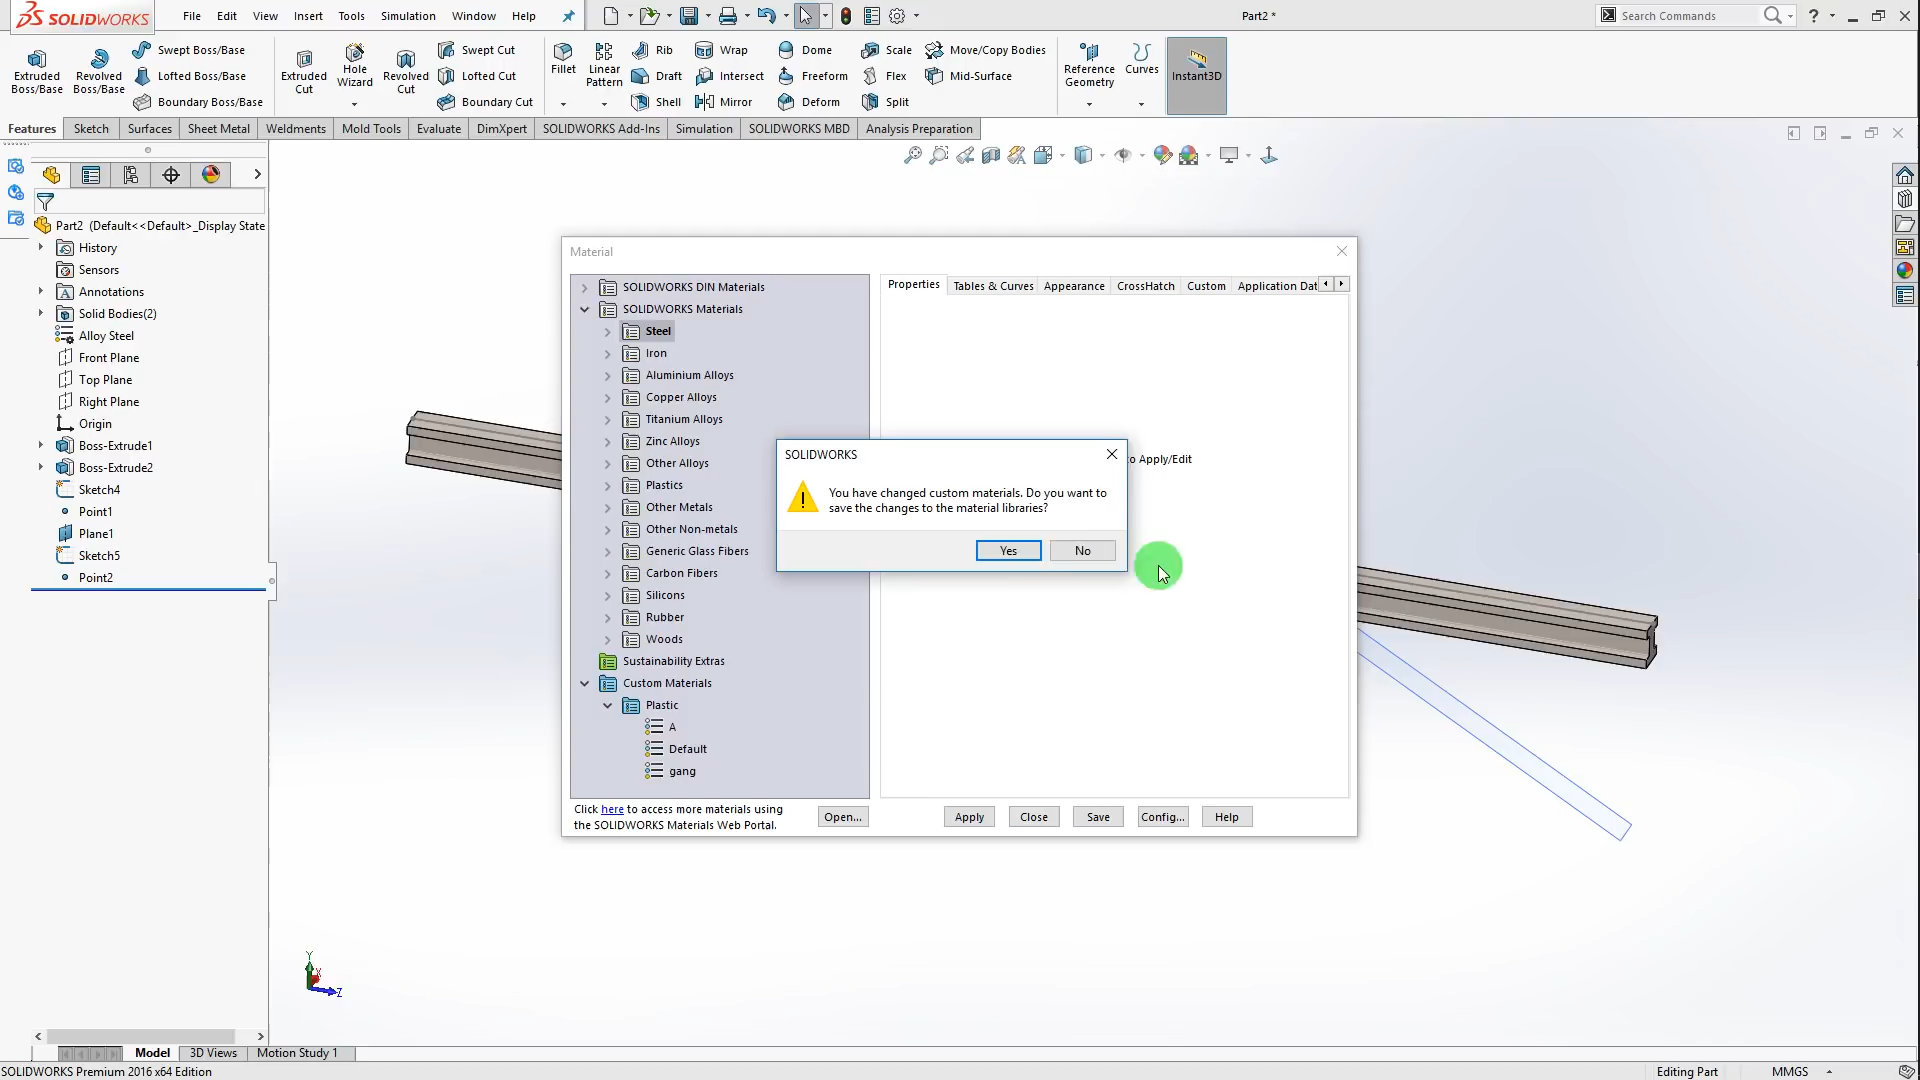 SOLIDWORKS
File Edit View Insert Tools Simulation Window Help
Part2 *
Search Commands
Extruded Boss/Base
Revolved Boss/Base
Swept Boss/Base
Lofted Boss/Base
Boundary Boss/Base
Extruded Cut
Hole Wizard
Revolved Cut
Swept Cut
Lofted Cut
Boundary Cut
Fillet
Linear Pattern
Rib
Draft
Shell
Wrap
Intersect
Mirror
Dome
Freeform
Deform
Scale
Flex
Split
Move/Copy Bodies
Mid-Surface
Reference Geometry
Curves
Instant3D
Features Sketch Surfaces Sheet Metal Weldments Mold Tools Evaluate DimXpert SOLIDWORKS Add-Ins Simulation SOLIDWORKS MBD Analysis Preparation
Part2 (Default<<Default>_Display State
History
Sensors
Annotations
Solid Bodies(2)
Alloy Steel
Front Plane
Top Plane
Right Plane
Origin
Boss-Extrude1
Boss-Extrude2
Sketch4
Point1
Plane1
Sketch5
Point2
Material
SOLIDWORKS DIN Materials
SOLIDWORKS Materials
Steel
Iron
Aluminium Alloys
Copper Alloys
Titanium Alloys
Zinc Alloys
Other Alloys
Plastics
Other Metals
Other Non-metals
Generic Glass Fibers
Carbon Fibers
Silicons
Rubber
Woods
Sustainability Extras
Custom Materials
Plastic
A
Default
gang
Click here to access more materials using
the SOLIDWORKS Materials Web Portal.
Open...
Properties Tables & Curves Appearance CrossHatch Custom Application Dat
to Apply/Edit
Apply Close Save Config... Help
SOLIDWORKS
You have changed custom materials. Do you want to
save the changes to the material libraries?
Yes No
Y
X
Z
Model 3D Views Motion Study 1
SOLIDWORKS Premium 2016 x64 Edition
Editing Part MMGS